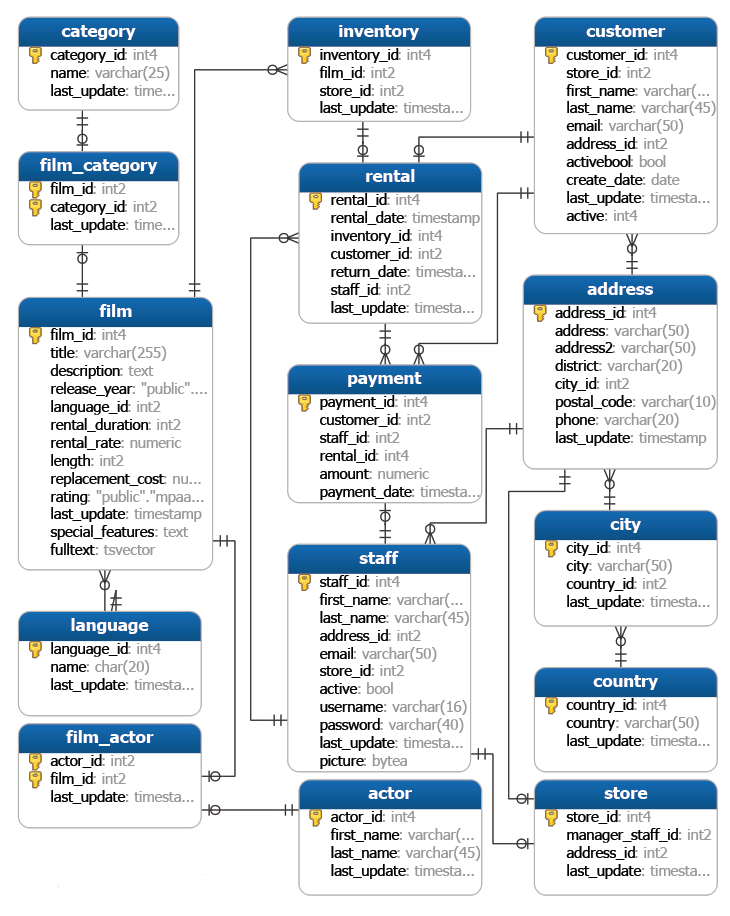 category
category_id: int4
name: varchar(25)
last_update: time...
film_category
film_id: int2
category_id: int2
last_update: time...
film
film_id: int4
title: varchar(255)
description: text
release_year: "public"....
language_id: int2
rental_duration: int2
rental_rate: numeric
length: int2
replacement_cost: nu...
rating: "public"."mpaa...
last_update: timestamp
special_features: text
fulltext: tsvector
language
language_id: int4
name: char(20)
last_update: timesta...
film_actor
actor_id: int2
film_id: int2
last_update: timesta...
inventory
inventory_id: int4
film_id: int2
store_id: int2
last_update: timesta...
rental
rental_id: int4
rental_date: timestamp
inventory_id: int4
customer_id: int2
return_date: timesta...
staff_id: int2
last_update: timesta...
payment
payment_id: int4
customer_id: int2
staff_id: int2
rental_id: int4
amount: numeric
payment_date: timesta...
staff
staff_id: int4
first_name: varchar(...
last_name: varchar(45)
address_id: int2
email: varchar(50)
store_id: int2
active: bool
username: varchar(16)
password: varchar(40)
last_update: timesta...
picture: bytea
actor
actor_id: int4
first_name: varchar(...
last_name: varchar(45)
last_update: timesta...
customer
customer_id: int4
store_id: int2
first_name: varchar(...
last_name: varchar(45)
email: varchar(50)
address_id: int2
activebool: bool
create_date: date
last_update: timesta...
active: int4
address
address_id: int4
address: varchar(50)
address2: varchar(50)
district: varchar(20)
city_id: int2
postal_code: varchar(10)
phone: varchar(20)
last_update: timestamp
city
city_id: int4
city: varchar(50)
country_id: int2
last_update: timesta...
country
country_id: int4
country: varchar(50)
last_update: timesta...
store
store_id: int4
manager_staff_id: int2
address_id: int2
last_update: timesta...